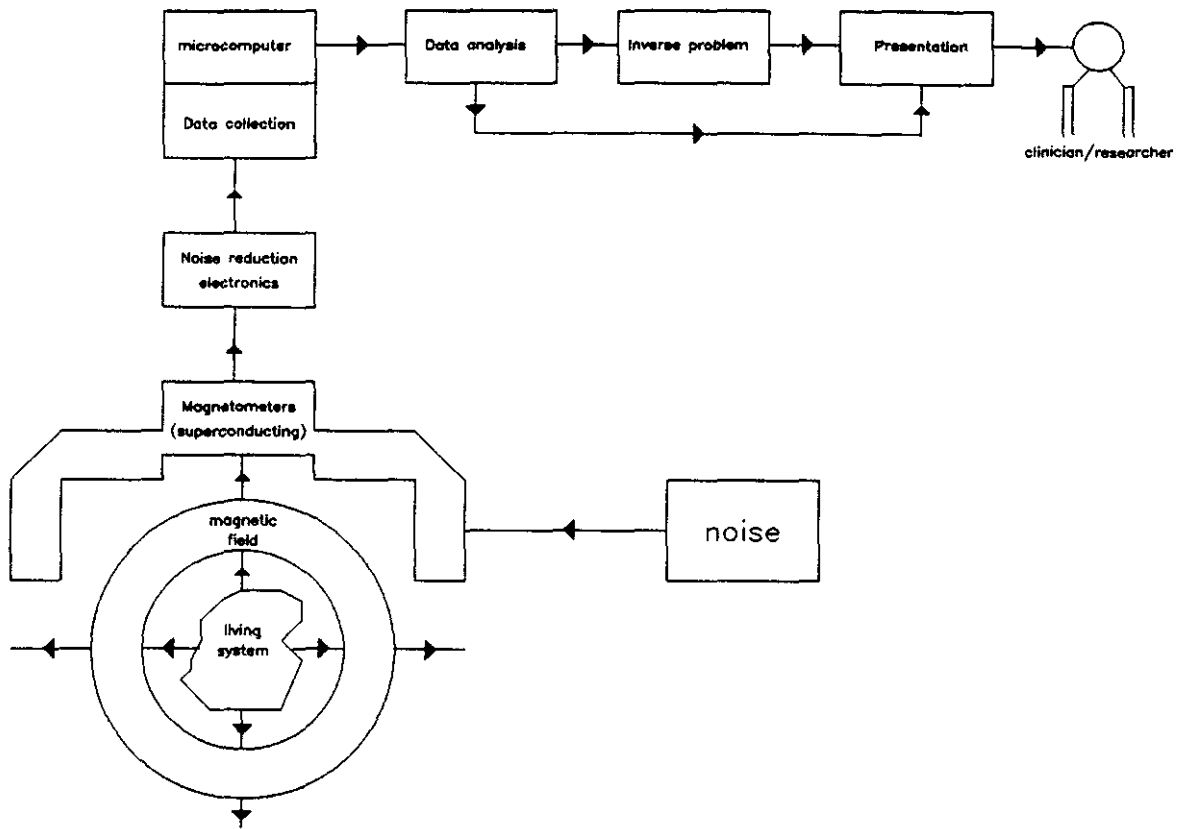 microcomputer
Data analysis
Inverse problem
Presentation
Data collection
clinician/researcher
Noise reduction
electronics
Magnetometers
(superconducting)
magnetic
field
noise
living
system